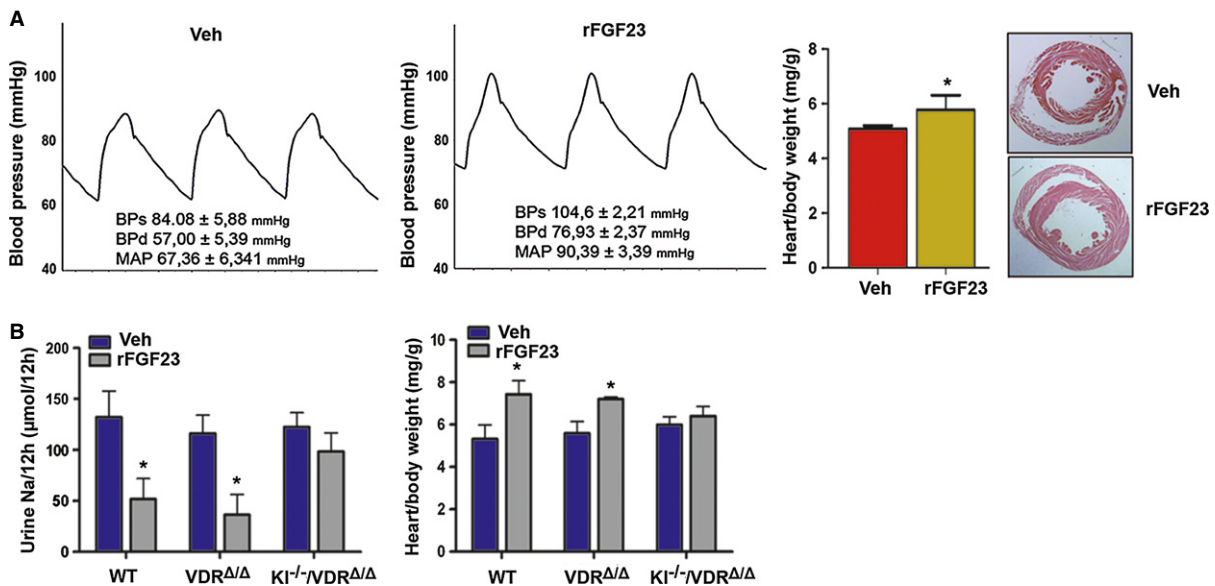 A
Veh
Blood pressure (mmHg)
100
80
60
40
BPs 84.08 ± 5,88 mmHg
BPd 57,00 ± 5,39 mmHg
MAP 67,36 ± 6,341 mmHg
rFGF23
Blood pressure (mmHg)
100
80
60
40
BPs 104,6 ± 2,21 mmHg
BPd 76,93 ± 2,37 mmHg
MAP 90,39 ± 3,39 mmHg
Heart/body weight (mg/g)
8
6
4
2
0
*
Veh rFGF23
Veh
rFGF23
B
Veh
rFGF23
Urine Na/12h (µmol/12h)
200
150
100
50
0
* *
WT VDRΔ/Δ Kl-/-/VDRΔ/Δ
Veh
rFGF23
Heart/body weight (mg/g)
10
8
6
4
2
0
* *
WT VDRΔ/Δ Kl-/-/VDRΔ/Δ